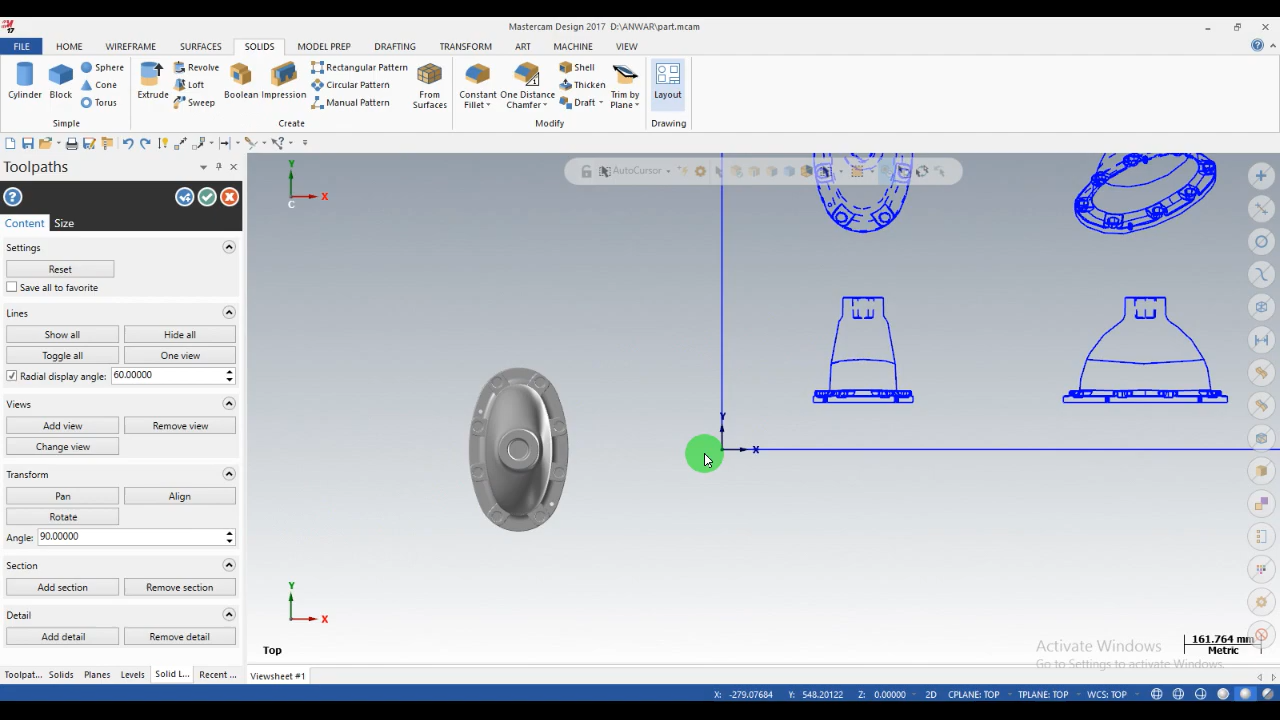 Mastercam Design 2017 D:\ANWAR\part.mcam
17
FILE HOME WIREFRAME SURFACES SOLIDS MODEL PREP DRAFTING TRANSFORM ART MACHINE VIEW
Cylinder Block Sphere Cone Torus
Simple
Extrude Revolve Loft Sweep Boolean Impression Rectangular Pattern Circular Pattern Manual Pattern From Surfaces
Create
Constant Fillet One Distance Chamfer Shell Thicken Draft Trim by Plane
Modify
Layout
Drawing
Toolpaths
AutoCursor
Content Size
Settings
Reset
Save all to favorite
Lines
Show all Hide all
Toggle all One view
Radial display angle: 60.00000
Views
Add view Remove view
Change view
Transform
Pan Align
Rotate
Angle: 90.00000
Section
Add section Remove section
Detail
Add detail Remove detail
Toolpat... Solids Planes Levels Solid L... Recent ...
Y
X
C
Y
X
Y
X
Top
Viewsheet #1
161.764 mm
Metric
Activate Windows
Go to Settings to activate Windows.
X: -279.07684 Y: 548.20122 Z: 0.00000 2D CPLANE: TOP TPLANE: TOP WCS: TOP